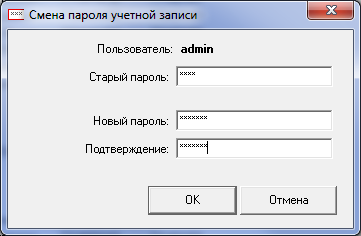 Смена пароля учетной записи
Пользователь: admin
Старый пароль: ××××
Новый пароль: ×××××××
Подтверждение: ×××××××
OK Отмена